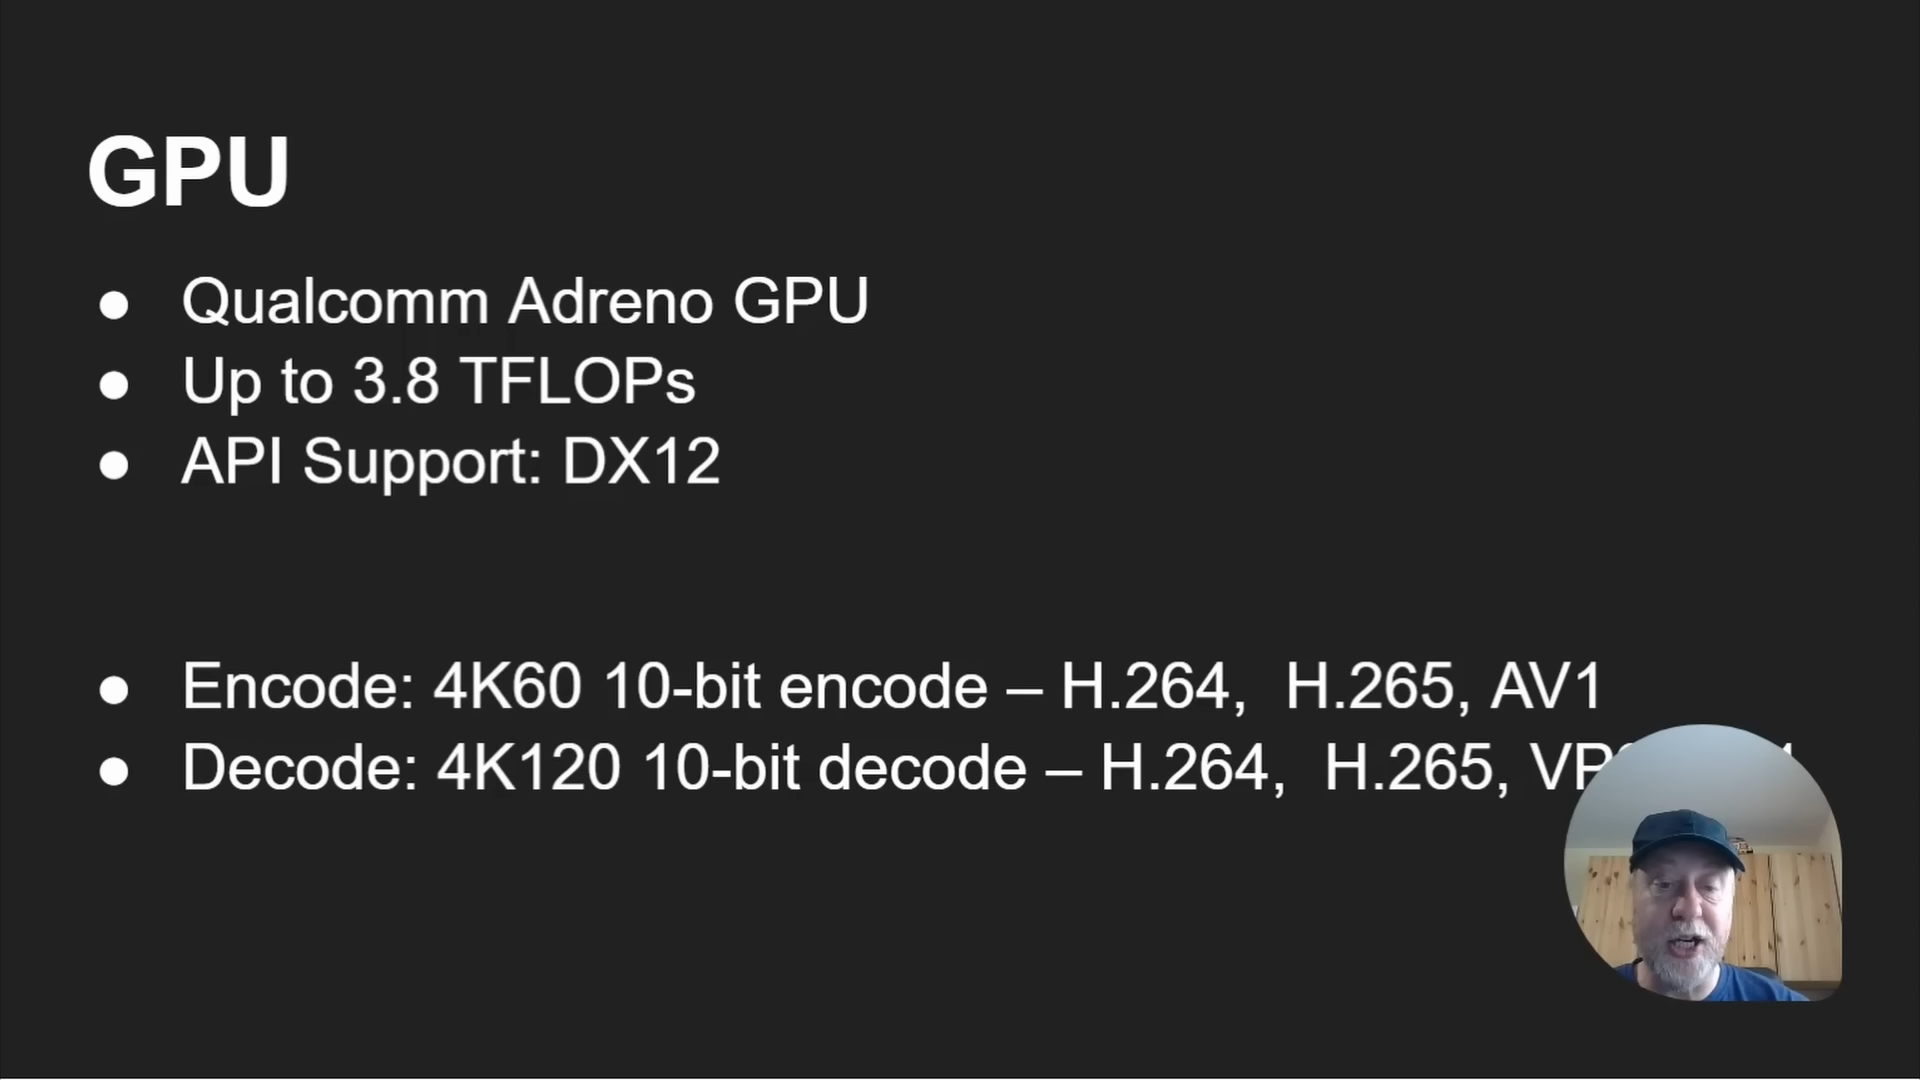 GPU
● Qualcomm Adreno GPU
● Up to 3.8 TFLOPs
● API Support: DX12
● Encode: 4K60 10-bit encode – H.264,  H.265, AV1
● Decode: 4K120 10-bit decode – H.264,  H.265,